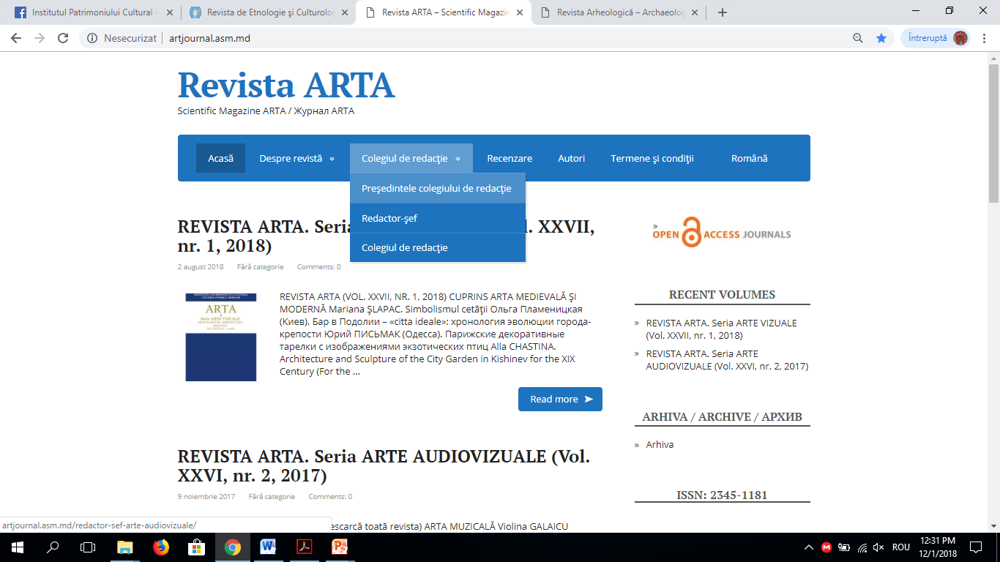 Institutul Patrimoniului Cultural -
Revista de Etnologie şi Culturolog
Revista ARTA – Scientific Magazin
Revista Arheologică – Archaeolog
Nesecurizat
artjournal.asm.md
Întreruptă
Revista ARTA
Scientific Magazine ARTA / Журнал ARTA
Acasă
Despre revistă
Colegiul de redacţie
Recenzare
Autori
Termene şi condiţii
Română
Preşedintele colegiului de redacţie
Redactor-şef
Colegiul de redacţie
REVISTA ARTA. Seria
l. XXVII,
nr. 1, 2018)
2 august 2018 Fără categorie Comments: 0
ARTA
Seria ARTE VIZUALE
REVISTA ARTA (VOL. XXVII, NR. 1, 2018) CUPRINS ARTA MEDIEVALĂ ŞI
MODERNĂ Mariana ŞLAPAC. Simbolismul cetăţii Ольга Пламеницкая
(Киев). Бар в Подолии – «citta ideale»: хронология эволюции города-
крепости Юрий ПИСЬМАК (Одесса). Парижские декоративные
тарелки с изображениями экзотических птиц Alla CHASTINA.
Architecture and Sculpture of the City Garden in Kishinev for the XIX
Century (For the ...
Read more
REVISTA ARTA. Seria ARTE AUDIOVIZUALE (Vol.
XXVI, nr. 2, 2017)
9 noiembrie 2017 Fără categorie Comments: 0
escarcă toată revista) ARTA MUZICALĂ Violina GALAICU
»
OPEN ACCESS JOURNALS
RECENT VOLUMES
» REVISTA ARTA. Seria ARTE VIZUALE
(Vol. XXVII, nr. 1, 2018)
» REVISTA ARTA. Seria ARTE
AUDIOVIZUALE (Vol. XXVI, nr. 2, 2017)
ARHIVA / ARCHIVE / АРХИВ
» Arhiva
ISSN: 2345-1181
artjournal.asm.md/redactor-sef-arte-audiovizuale/
ROU
12:31 PM
12/1/2018